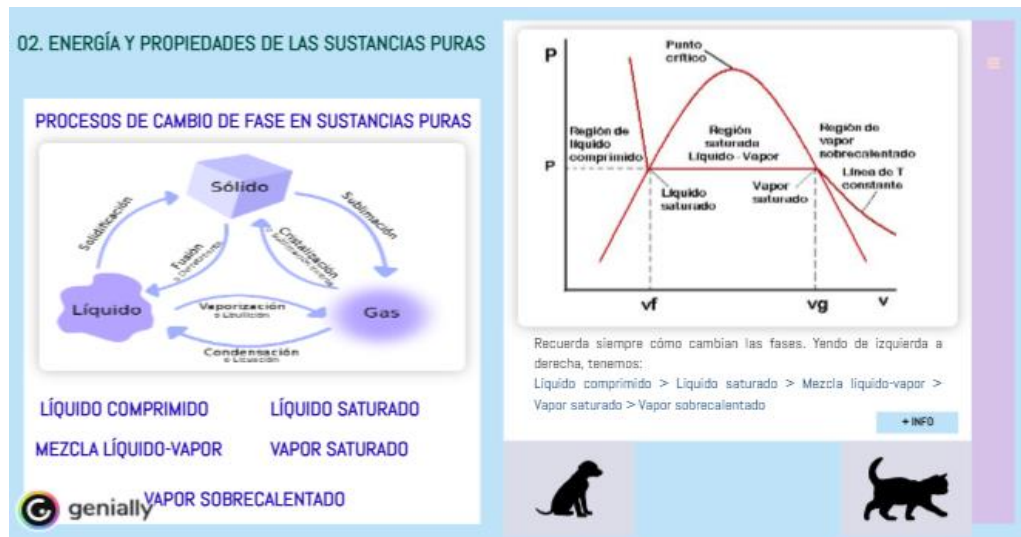 02. ENERGÍA Y PROPIEDADES DE LAS SUSTANCIAS PURAS
PROCESOS DE CAMBIO DE FASE EN SUSTANCIAS PURAS
Sólido
Solidificación
Sublimación
Fusión
Cristalización
Líquido
Vaporización
Gas
Condensación
LÍQUIDO COMPRIMIDO
LÍQUIDO SATURADO
MEZCLA LÍQUIDO-VAPOR
VAPOR SATURADO
VAPOR SOBRECALENTADO
genially
P
Punto
crítico
Región de
líquido
comprimido
Región
saturada
Líquido - Vapor
Región de
vapor
sobrecalentado
P
Línea de T
constante
Líquido
saturado
Vapor
saturado
vf
vg
v
Recuerda siempre cómo cambian las fases. Yendo de izquierda a
derecha, tenemos:
Líquido comprimido > Líquido saturado > Mezcla líquido-vapor >
Vapor saturado > Vapor sobrecalentado
+ INFO